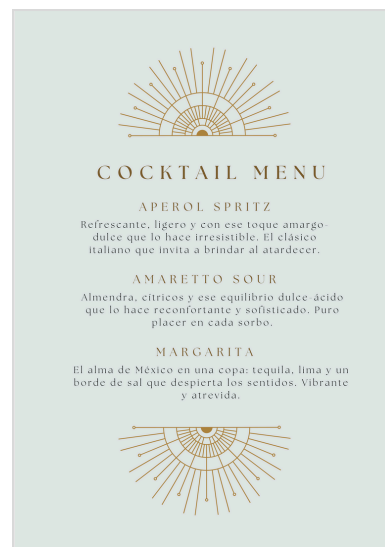 COCKTAIL MENU
APEROL SPRITZ
Refrescante, ligero y con ese toque amargo-
dulce que lo hace irresistible. El clásico
italiano que invita a brindar al atardecer.
AMARETTO SOUR
Almendra, cítricos y ese equilibrio dulce-ácido
que lo hace reconfortante y sofisticado. Puro
placer en cada sorbo.
MARGARITA
El alma de México en una copa: tequila, lima y un
borde de sal que despierta los sentidos. Vibrante
y atrevida.